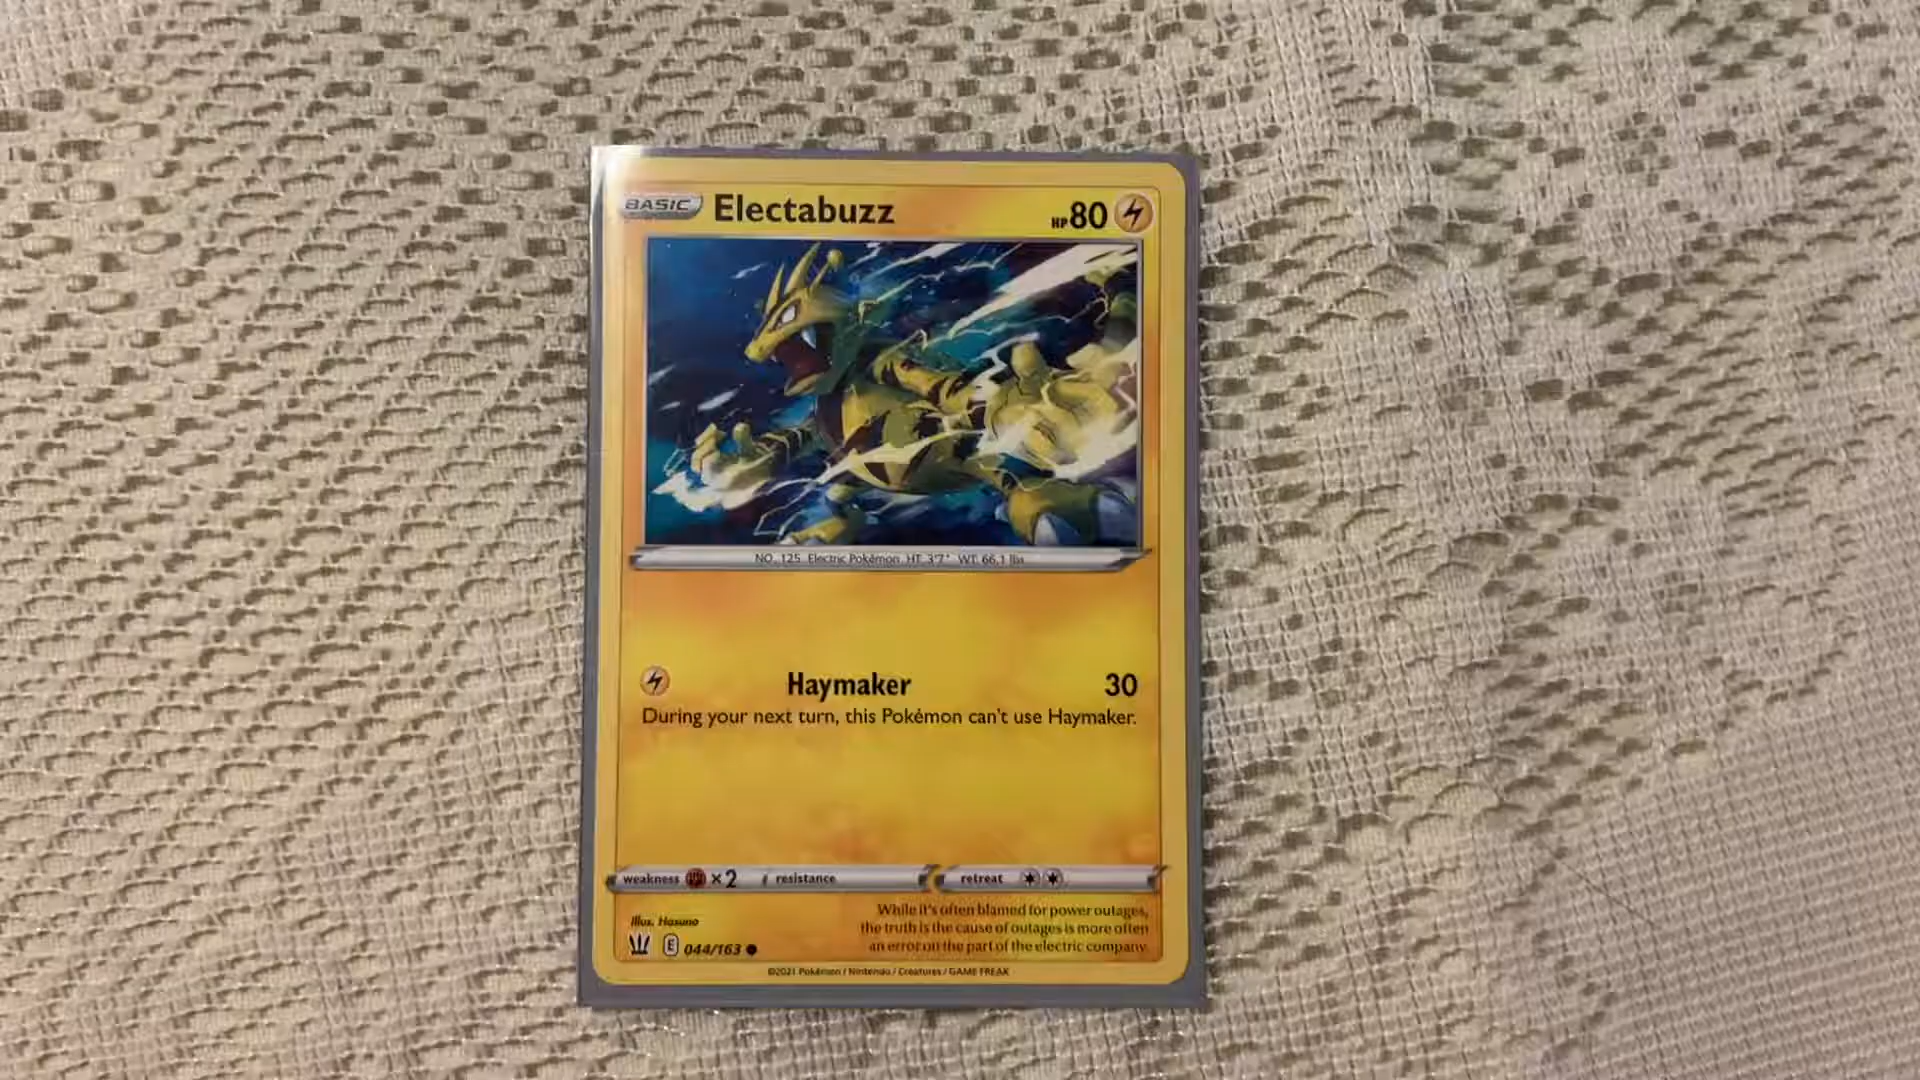 BASIC Electabuzz HP 80
NO. 125 Electric Pokémon HT: 3'7" WT: 66.1 lbs
Haymaker 30
During your next turn, this Pokémon can't use Haymaker.
weakness ×2 resistance retreat
While it's often blamed for power outages,
the truth is the cause of outages is more often
an error on the part of the electric company.
Illus. Hasuno
E 044/163
©2021 Pokémon / Nintendo / Creatures / GAME FREAK